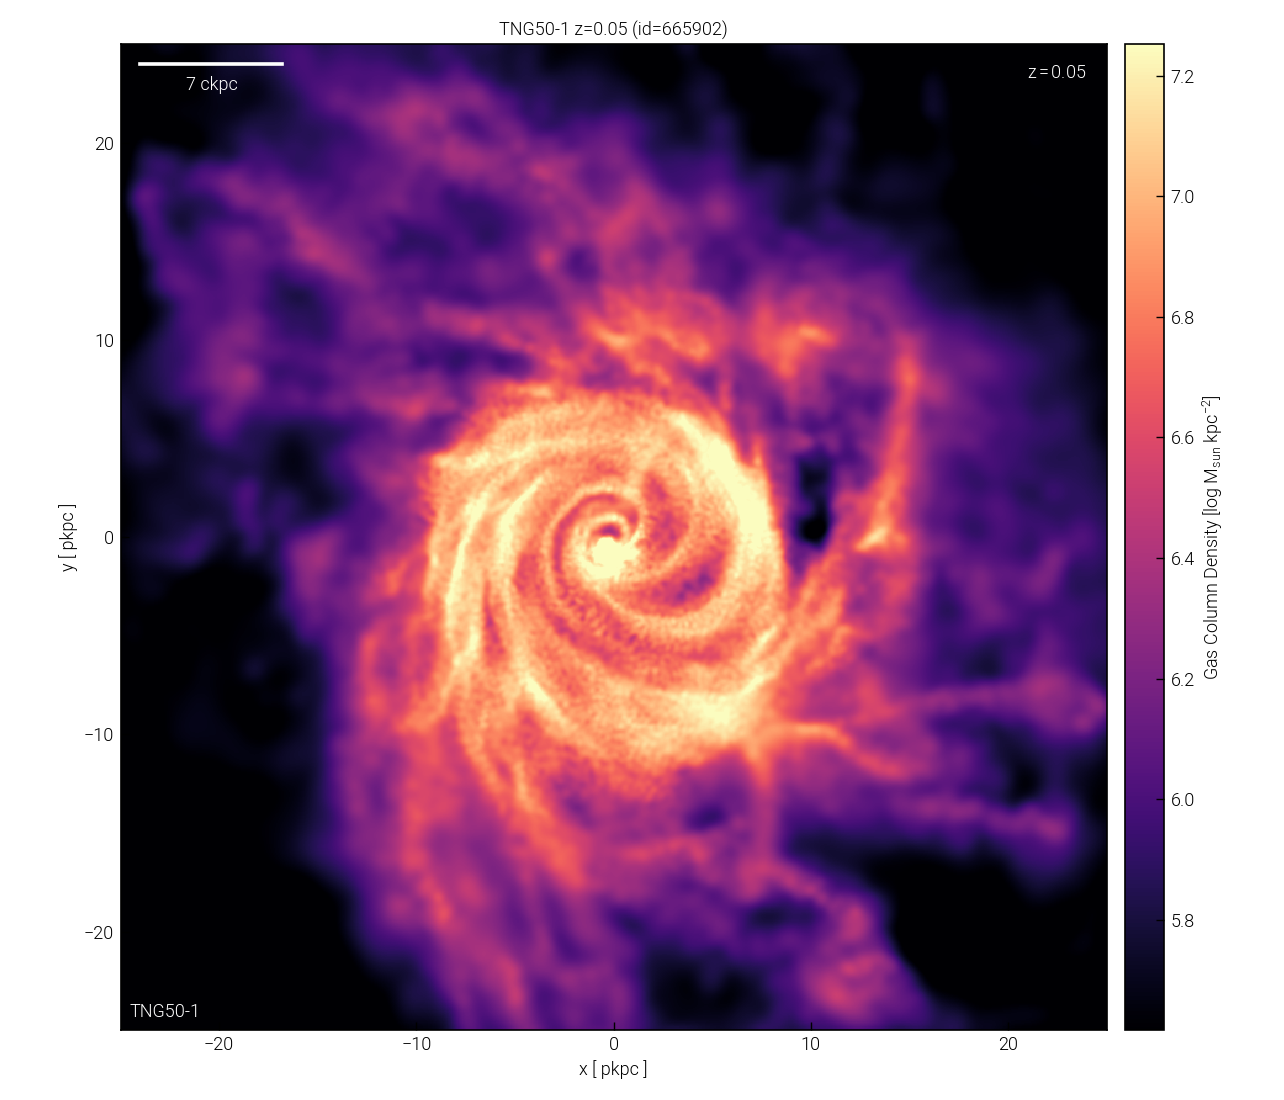 TNG50-1 z=0.05 (id=665902)
7 ckpc
z = 0.05
TNG50-1
20
10
0
−10
−20
y [ pkpc ]
−20
−10
0
10
20
x [ pkpc ]
7.2
7.0
6.8
6.6
6.4
6.2
6.0
5.8
Gas Column Density [log Msun kpc−2]